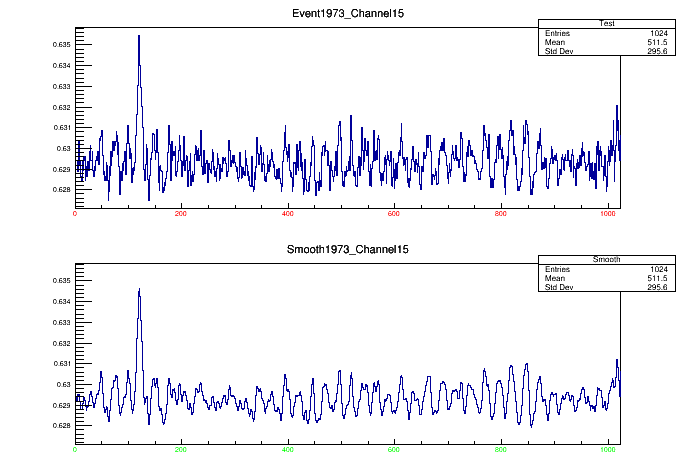 Event1973_Channel15
Test
Entries 1024
Mean 511.5
Std Dev 295.6
0.635
0.634
0.633
0.632
0.631
0.63
0.629
0.628
0 200 400 600 800 1000
Smooth1973_Channel15
Smooth
Entries 1024
Mean 511.5
Std Dev 295.6
0.635
0.634
0.633
0.632
0.631
0.63
0.629
0.628
0 200 400 600 800 1000